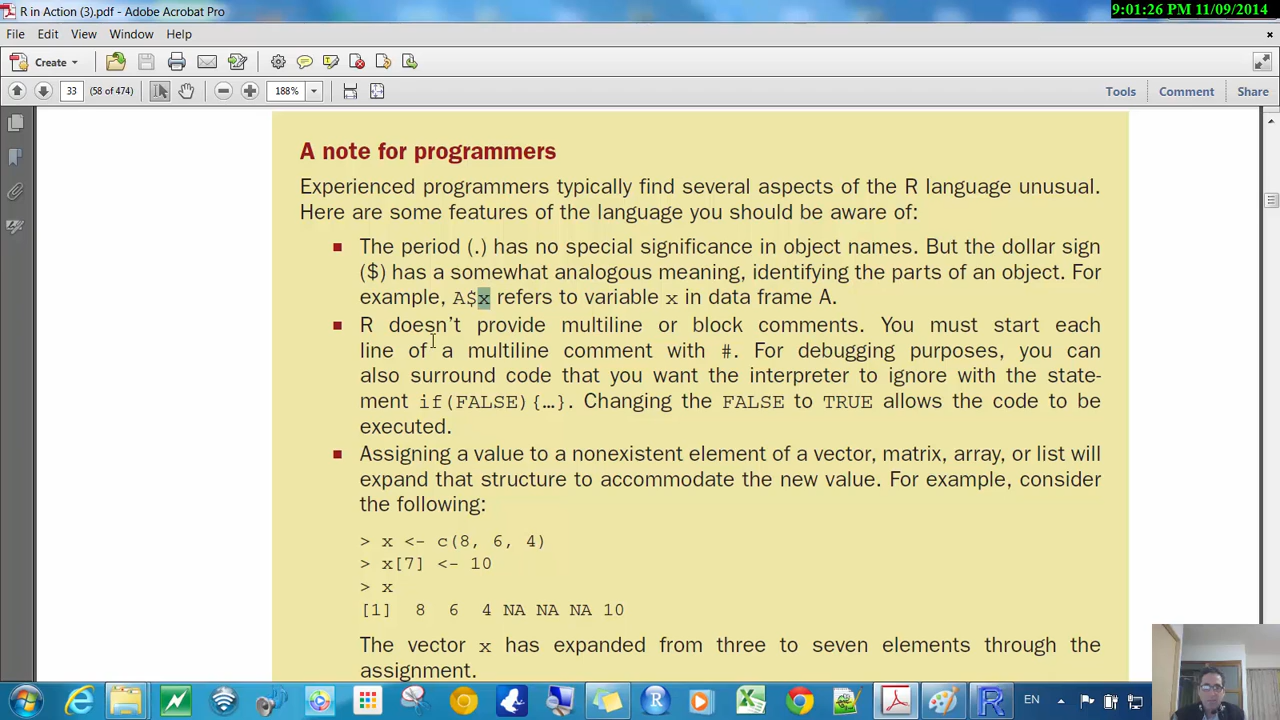 R in Action (3).pdf - Adobe Acrobat Pro
9:01:26 PM 11/09/2014
File Edit View Window Help
Create
33 (58 of 474) 188% Tools Comment Share
A note for programmers
Experienced programmers typically find several aspects of the R language unusual.
Here are some features of the language you should be aware of:
■ The period (.) has no special significance in object names. But the dollar sign
($) has a somewhat analogous meaning, identifying the parts of an object. For
example, A$x refers to variable x in data frame A.
■ R doesn’t provide multiline or block comments. You must start each
line of a multiline comment with #. For debugging purposes, you can
also surround code that you want the interpreter to ignore with the state-
ment if(FALSE){…}. Changing the FALSE to TRUE allows the code to be
executed.
■ Assigning a value to a nonexistent element of a vector, matrix, array, or list will
expand that structure to accommodate the new value. For example, consider
the following:
> x <- c(8, 6, 4)
> x[7] <- 10
> x
[1] 8 6 4 NA NA NA 10
The vector x has expanded from three to seven elements through the
assignment.
EN